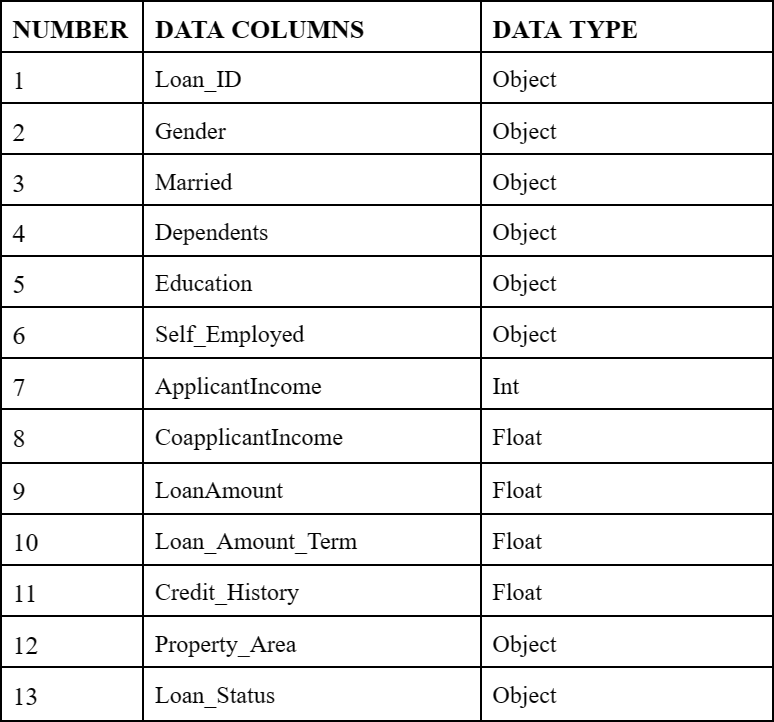 NUMBER DATA COLUMNS DATA TYPE
1 Loan_ID Object
2 Gender Object
3 Married Object
4 Dependents Object
5 Education Object
6 Self_Employed Object
7 ApplicantIncome Int
8 CoapplicantIncome Float
9 LoanAmount Float
10 Loan_Amount_Term Float
11 Credit_History Float
12 Property_Area Object
13 Loan_Status Object